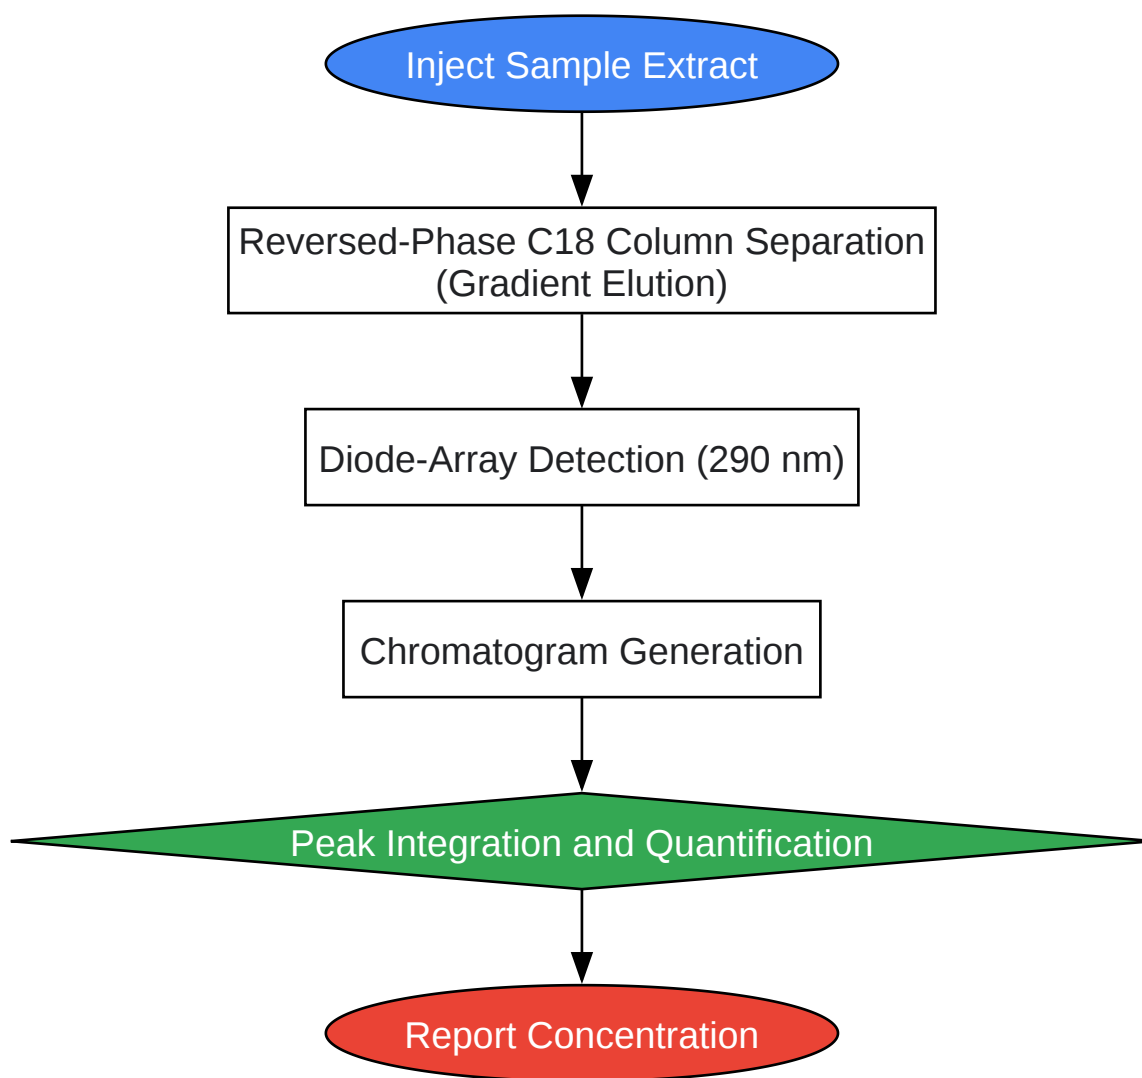 Inject Sample Extract
Reversed-Phase C18 Column Separation
(Gradient Elution)
Diode-Array Detection (290 nm)
Chromatogram Generation
Peak Integration and Quantification
Report Concentration